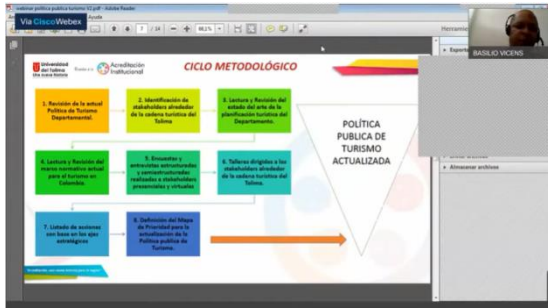 webinar política publica turismo V2.pdf - Adobe Reader
Vía CiscoWebex
Ayuda
7 / 14
Herramie
BASILIO VICENS
Universidad del Tolima
Acreditación Institucional
CICLO METODOLÓGICO
1. Revisión de la actual
Política de Turismo
Departamental.
2. Identificación de
stakeholders alrededor
de la cadena turística del
Tolima
3. Lectura y Revisión del
estado del arte de la
planificación turística del
Departamento.
4. Lectura y Revisión del
marco normativo actual
para el turismo en
Colombia.
5. Encuestas y
entrevistas estructuradas
y semiestructuradas
realizadas a stakeholders
presenciales y virtuales
6. Talleres dirigidos a los
stakeholders alrededor
de la cadena turística del
Tolima.
7. Listado de acciones
con base en los ejes
estratégicos
8. Definición del Mapa
de Prioridad para la
actualización de la
Política publica de
Turismo.
POLÍTICA
PUBLICA DE
TURISMO
ACTUALIZADA
Almacenar archivos